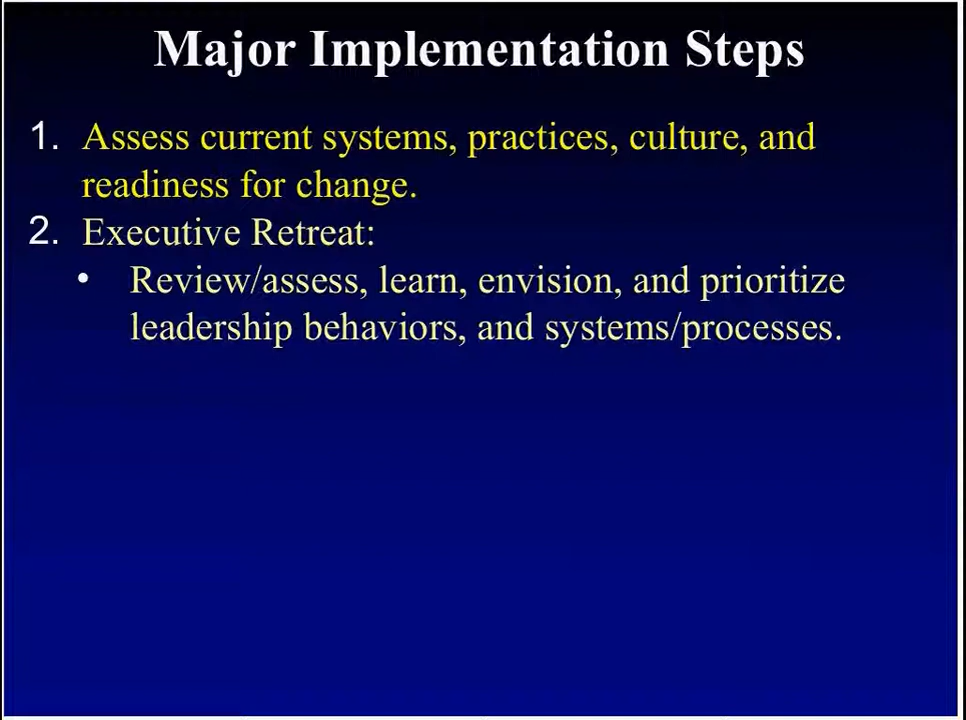 Major Implementation Steps
1. Assess current systems, practices, culture, and
readiness for change.
2. Executive Retreat:
• Review/assess, learn, envision, and prioritize
leadership behaviors, and systems/processes.